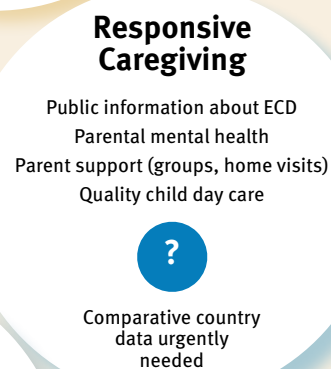 Responsive
Caregiving
Public information about ECD
Parental mental health
Parent support (groups, home visits)
Quality child day care
?
Comparative country
data urgently
needed